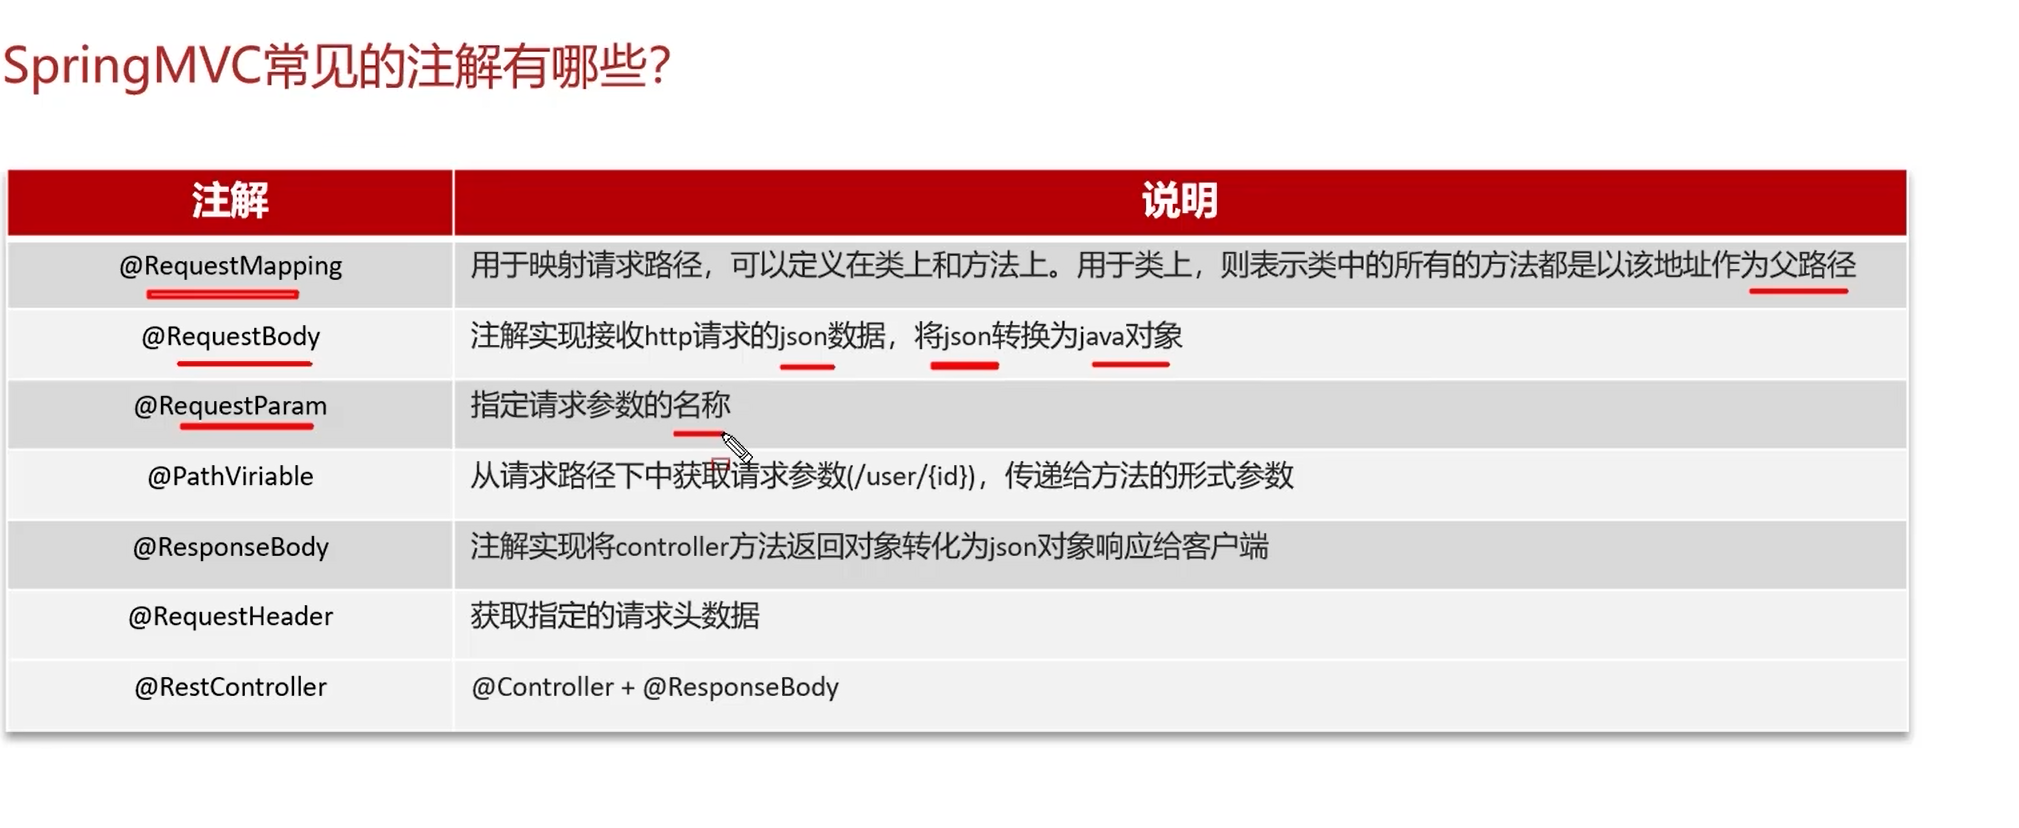 SpringMVC常见的注解有哪些?
注解 说明
@RequestMapping 用于映射请求路径，可以定义在类上和方法上。用于类上，则表示类中的所有的方法都是以该地址作为父路径
@RequestBody 注解实现接收http请求的json数据，将json转换为java对象
@RequestParam 指定请求参数的名称
@PathViriable 从请求路径下中获取请求参数(/user/{id})，传递给方法的形式参数
@ResponseBody 注解实现将controller方法返回对象转化为json对象响应给客户端
@RequestHeader 获取指定的请求头数据
@RestController @Controller + @ResponseBody